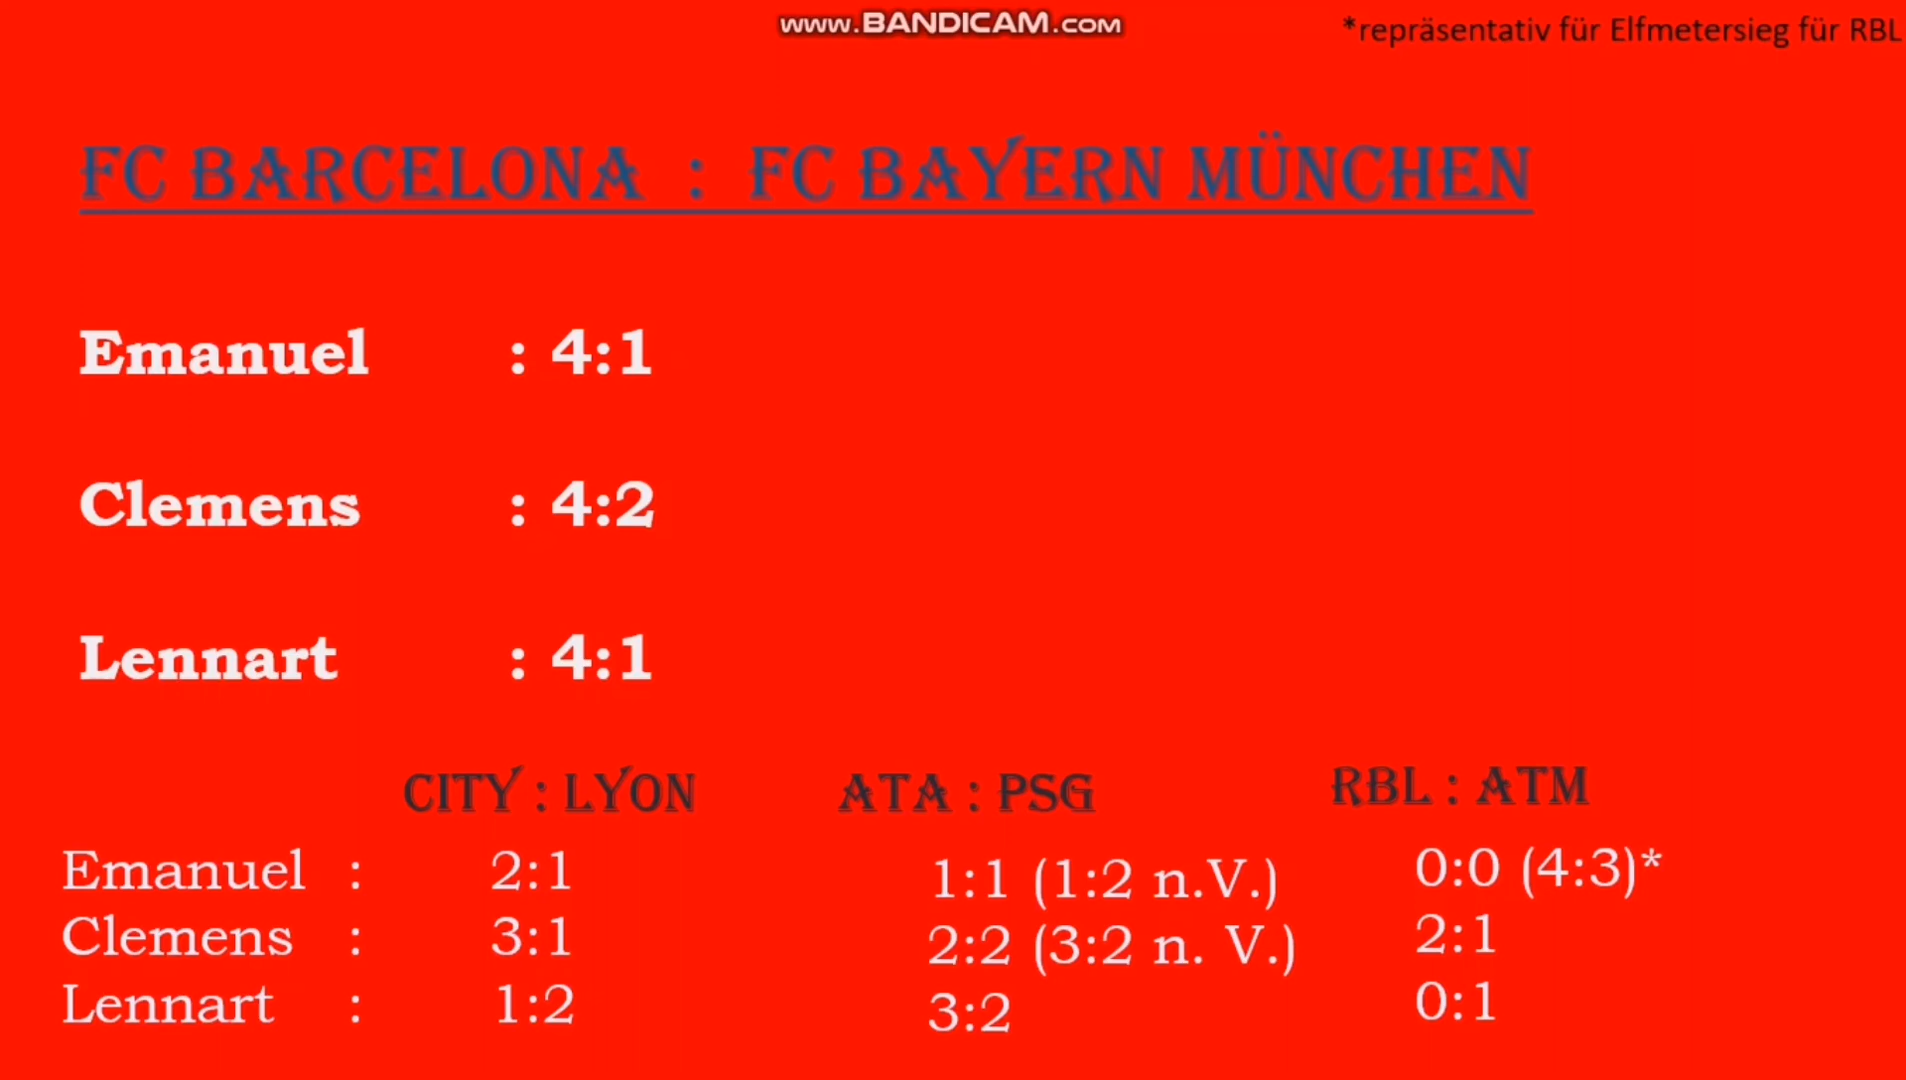 www.BANDICAM.com
*repräsentativ für Elfmetersieg für RBL
FC BARCELONA : FC BAYERN MÜNCHEN
Emanuel : 4:1
Clemens : 4:2
Lennart : 4:1
CITY : LYON ATA : PSG RBL : ATM
Emanuel : 2:1 1:1 (1:2 n.V.) 0:0 (4:3)*
Clemens : 3:1 2:2 (3:2 n. V.) 2:1
Lennart : 1:2 3:2 0:1